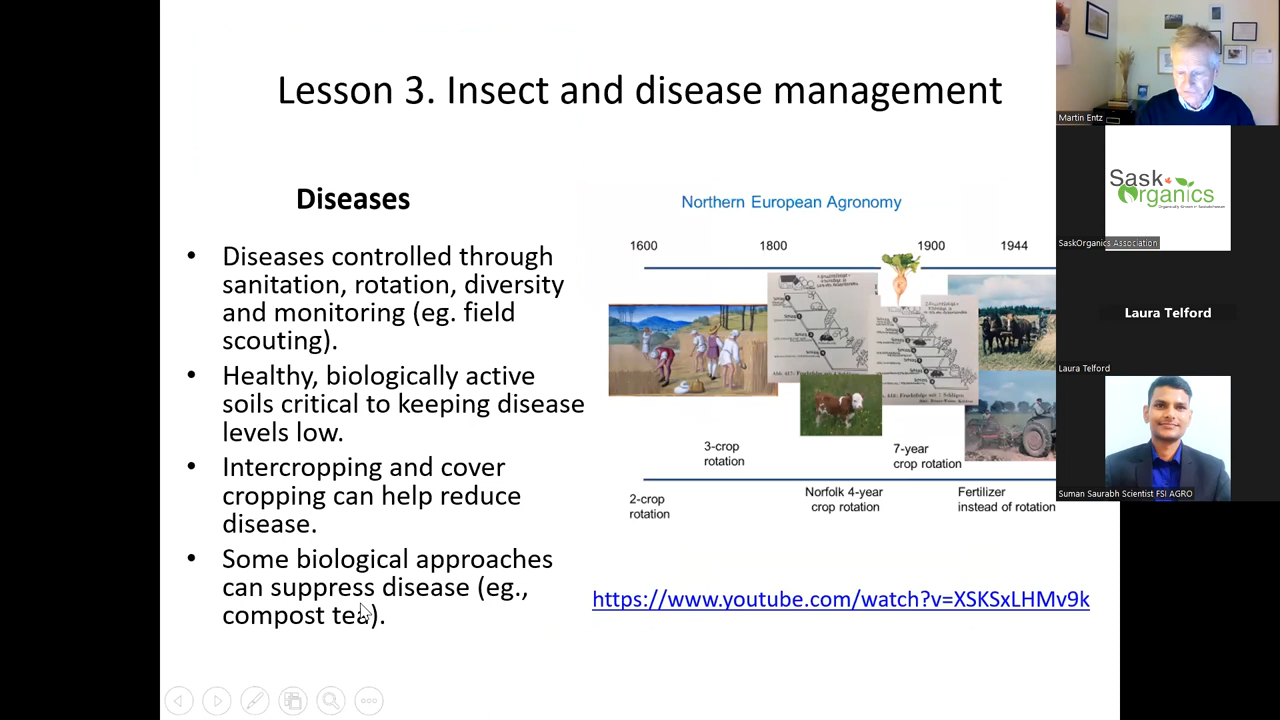 Lesson 3. Insect and disease management
Diseases
• Diseases controlled through
sanitation, rotation, diversity
and monitoring (eg. field
scouting).
• Healthy, biologically active
soils critical to keeping disease
levels low.
• Intercropping and cover
cropping can help reduce
disease.
• Some biological approaches
can suppress disease (eg.,
compost tea).
Northern European Agronomy
1600 1800 1900 1944
3-crop
rotation
7-year
crop rotation
2-crop
rotation
Norfolk 4-year
crop rotation
Fertilizer
instead of rotation
https://www.youtube.com/watch?v=XSKSxLHMv9k
Martin Entz
Sask
Organics
SaskOrganics Association
Laura Telford
Laura Telford
Suman Saurabh Scientist FSI AGRO